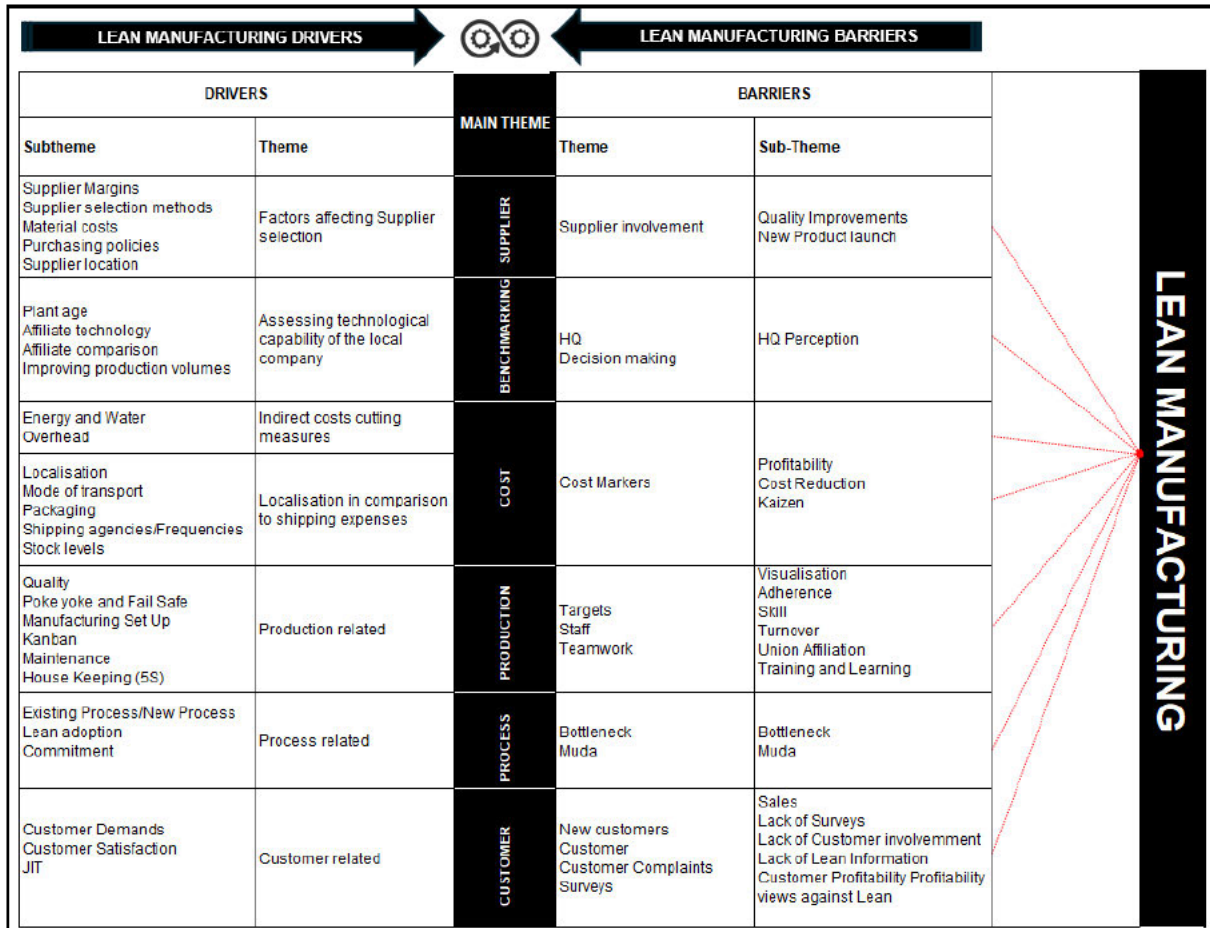 LEAN MANUFACTURING DRIVERS
LEAN MANUFACTURING BARRIERS
DRIVERS
MAIN THEME
BARRIERS
Subtheme
Theme
Theme
Sub-Theme
Supplier Margins
Supplier selection methods
Material costs
Purchasing policies
Supplier location
Factors affecting Supplier
selection
SUPPLIER
Supplier involvement
Quality Improvements
New Product launch
Plant age
Affiliate technology
Affiliate comparison
Improving production volumes
Assessing technological
capability of the local
company
BENCHMARKING
HQ
Decision making
HQ Perception
Energy and Water
Overhead
Indirect costs cutting
measures
Localisation
Mode of transport
Packaging
Shipping agencies/Frequencies
Stock levels
Localisation in comparison
to shipping expenses
COST
Cost Markers
Profitability
Cost Reduction
Kaizen
Quality
Poke yoke and Fail Safe
Manufacturing Set Up
Kanban
Maintenance
House Keeping (5S)
Production related
PRODUCTION
Targets
Staff
Teamwork
Visualisation
Adherence
Skill
Turnover
Union Affiliation
Training and Learning
Existing Process/New Process
Lean adoption
Commitment
Process related
PROCESS
Bottleneck
Muda
Bottleneck
Muda
Customer Demands
Customer Satisfaction
JIT
Customer related
CUSTOMER
New customers
Customer
Customer Complaints
Surveys
Sales
Lack of Surveys
Lack of Customer involvemment
Lack of Lean Information
Customer Profitability Profitability
views against Lean
LEAN MANUFACTURING